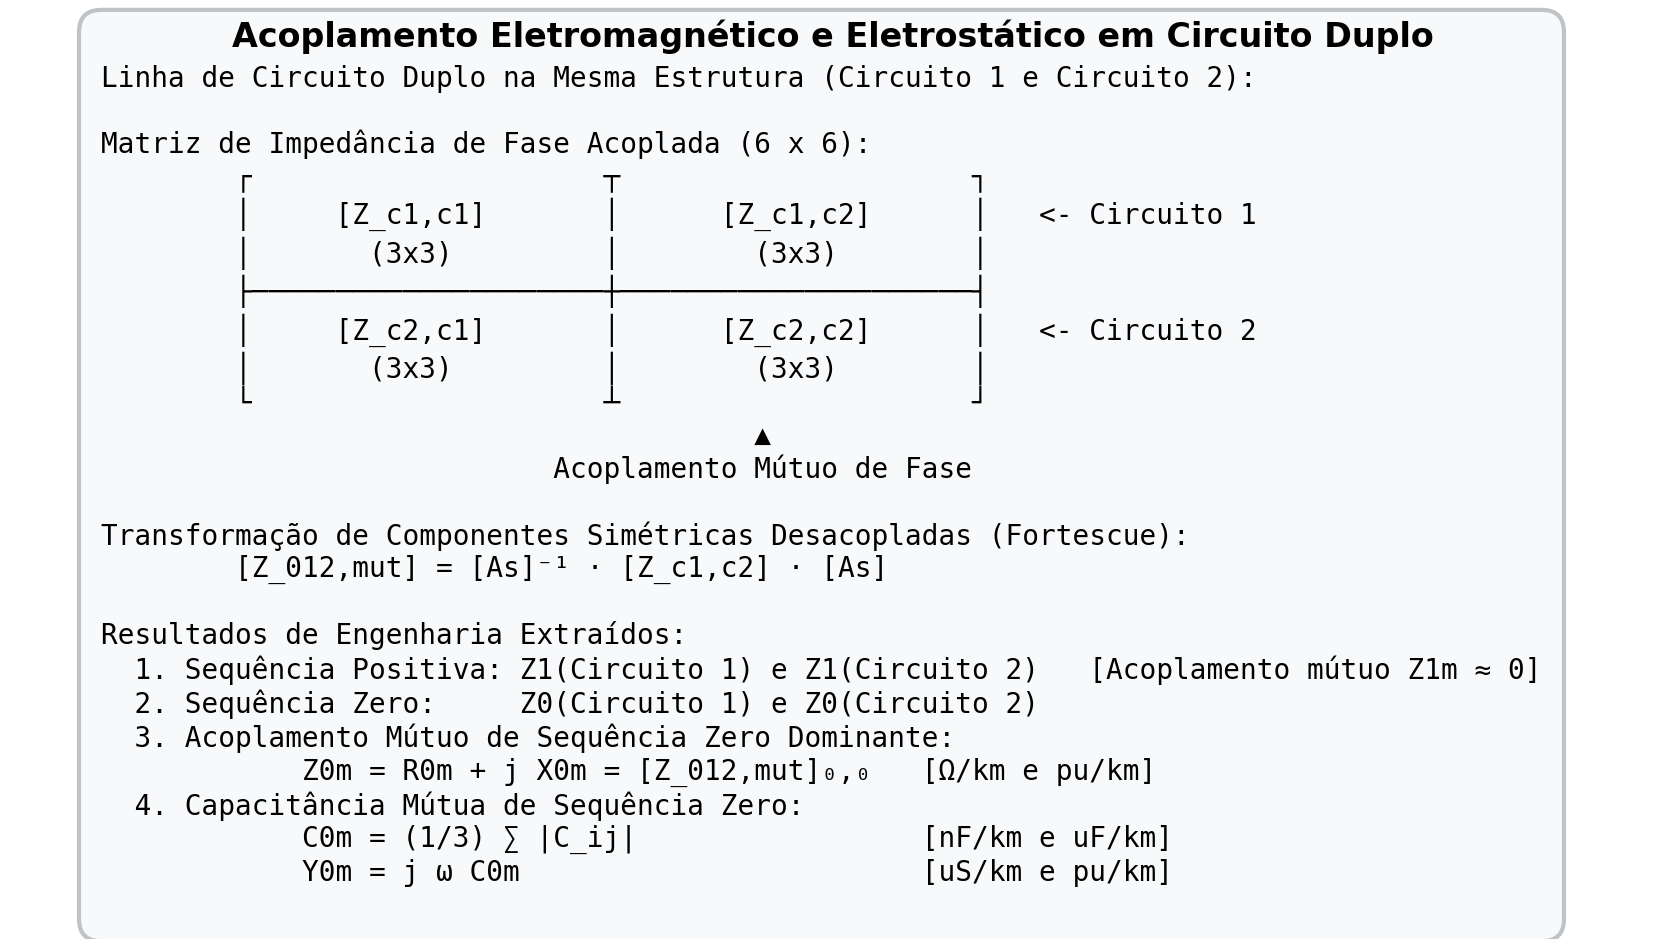 Acoplamento Eletromagnético e Eletrostático em Circuito Duplo
Linha de Circuito Duplo na Mesma Estrutura (Circuito 1 e Circuito 2):
Matriz de Impedância de Fase Acoplada (6 x 6):
[Z_c1,c1] [Z_c1,c2] <- Circuito 1
(3x3) (3x3)
[Z_c2,c1] [Z_c2,c2] <- Circuito 2
(3x3) (3x3)
▲
Acoplamento Mútuo de Fase
Transformação de Componentes Simétricas Desacopladas (Fortescue):
[Z_012,mut] = [As]⁻¹ · [Z_c1,c2] · [As]
Resultados de Engenharia Extraídos:
1. Sequência Positiva: Z1(Circuito 1) e Z1(Circuito 2) [Acoplamento mútuo Z1m ≈ 0]
2. Sequência Zero: Z0(Circuito 1) e Z0(Circuito 2)
3. Acoplamento Mútuo de Sequência Zero Dominante:
Z0m = R0m + j X0m = [Z_012,mut]₀,₀ [Ω/km e pu/km]
4. Capacitância Mútua de Sequência Zero:
C0m = (1/3) ∑ |C_ij| [nF/km e uF/km]
Y0m = j ω C0m [uS/km e pu/km]